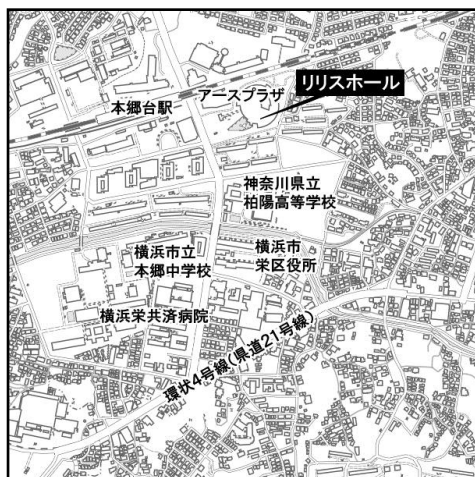 リリスホール
アースプラザ
本郷台駅
神奈川県立
柏陽高等学校
横浜市立
本郷中学校
横浜市
栄区役所
横浜栄共済病院
環状4号線(県道21号線)